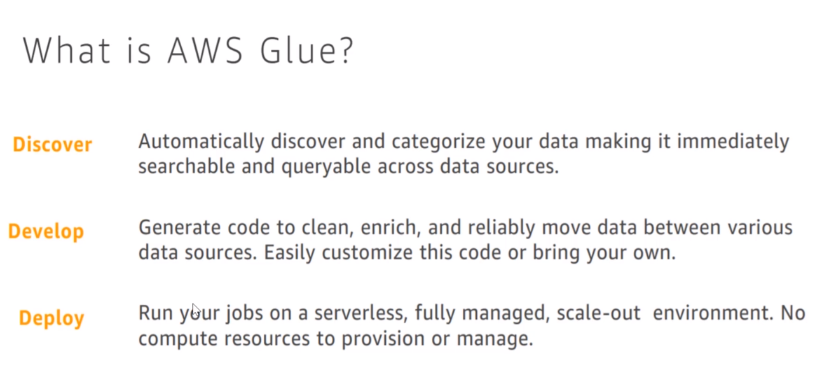 What is AWS Glue?
Discover
Automatically discover and categorize your data making it immediately
searchable and queryable across data sources.
Develop
Generate code to clean, enrich, and reliably move data between various
data sources. Easily customize this code or bring your own.
Deploy
Run your jobs on a serverless, fully managed, scale-out environment. No
compute resources to provision or manage.